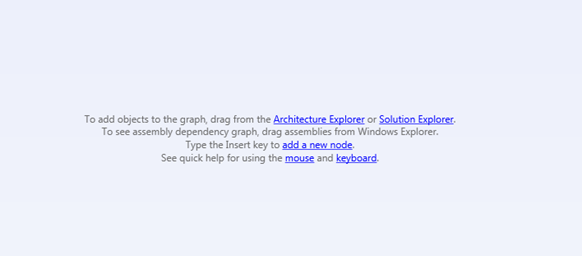 To add objects to the graph, drag from the Architecture Explorer or Solution Explorer.
To see assembly dependency graph, drag assemblies from Windows Explorer.
Type the Insert key to add a new node.
See quick help for using the mouse and keyboard.